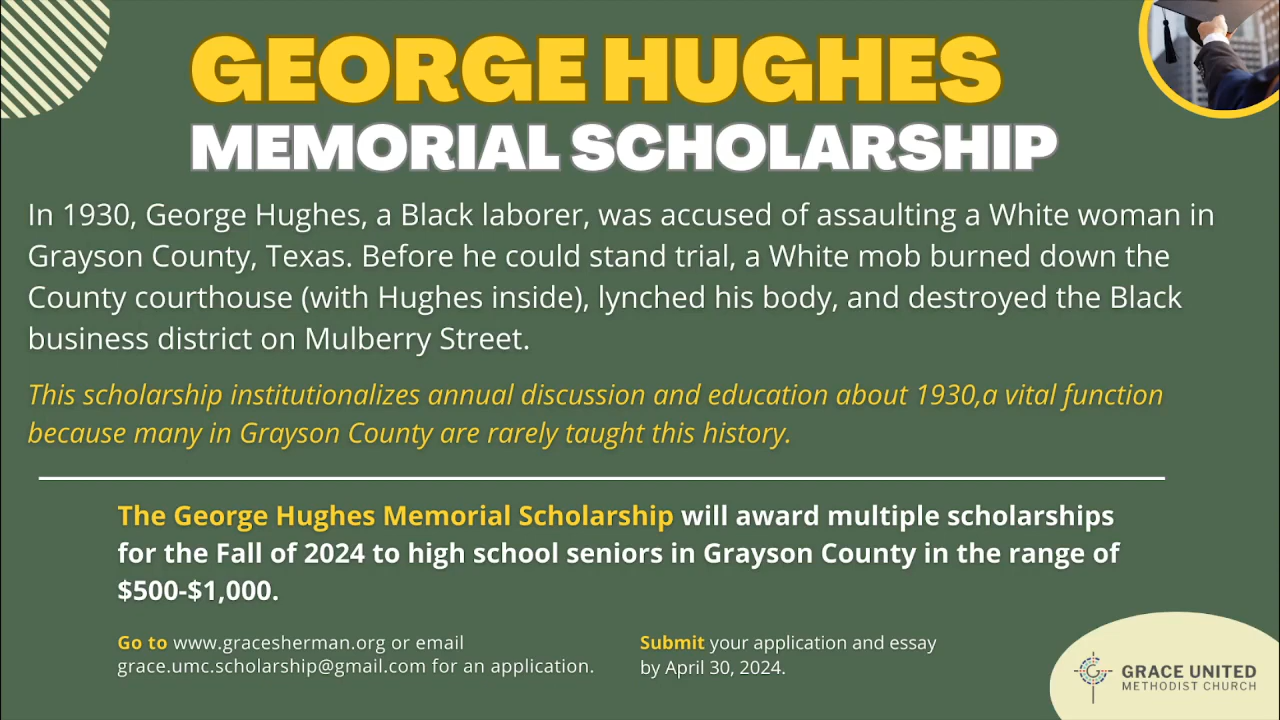 GEORGE HUGHES
MEMORIAL SCHOLARSHIP
In 1930, George Hughes, a Black laborer, was accused of assaulting a White woman in
Grayson County, Texas. Before he could stand trial, a White mob burned down the
County courthouse (with Hughes inside), lynched his body, and destroyed the Black
business district on Mulberry Street.
This scholarship institutionalizes annual discussion and education about 1930,a vital function
because many in Grayson County are rarely taught this history.
The George Hughes Memorial Scholarship will award multiple scholarships
for the Fall of 2024 to high school seniors in Grayson County in the range of
$500-$1,000.
Go to www.gracesherman.org or email
grace.umc.scholarship@gmail.com for an application.
Submit your application and essay
by April 30, 2024.
GRACE UNITED
METHODIST CHURCH